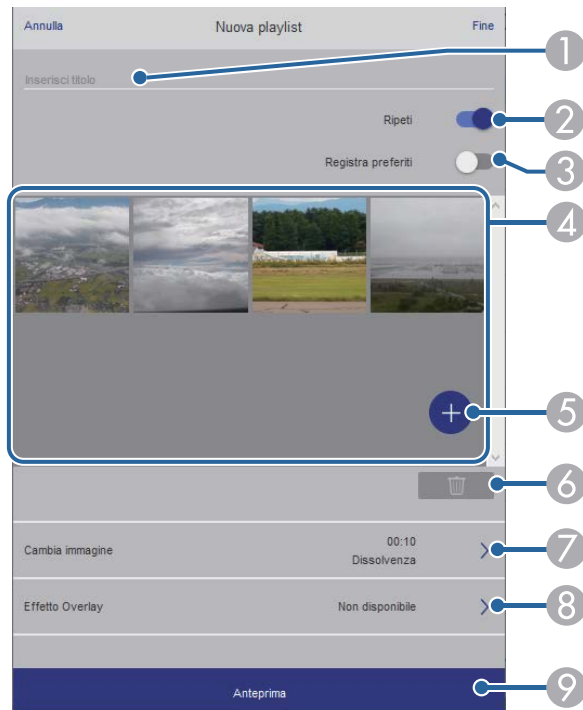 Annulla Nuova playlist Fine
1
Inserisci titolo
Ripeti 2
Registra preferiti 3
4
+ 5
6
00:10
Cambia immagine 7
Dissolvenza
Effetto Overlay Non disponibile 8
Anteprima 9